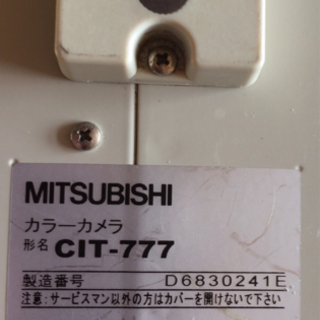 MITSUBISHI
カラーカメラ
形名 CIT-777
製造番号 D6830241E
注意:サービスマン以外の方はカバーを開けないで下さい